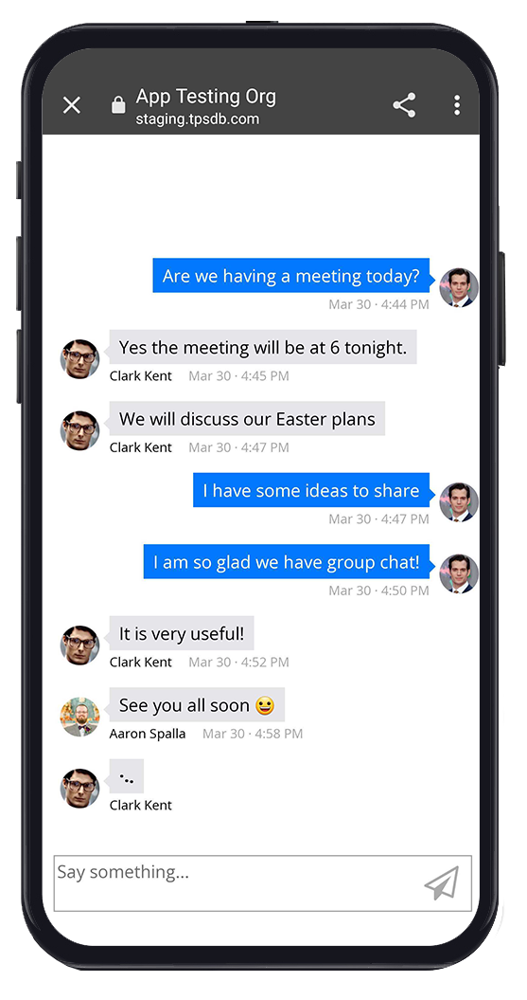 App Testing Org
staging.tpsdb.com
Are we having a meeting today?
Mar 30 · 4:44 PM
Yes the meeting will be at 6 tonight.
Clark Kent Mar 30 · 4:45 PM
We will discuss our Easter plans
Clark Kent Mar 30 · 4:47 PM
I have some ideas to share
Mar 30 · 4:47 PM
I am so glad we have group chat!
Mar 30 · 4:50 PM
It is very useful!
Clark Kent Mar 30 · 4:52 PM
See you all soon 😀
Aaron Spalla Mar 30 · 4:58 PM
Clark Kent
Say something...